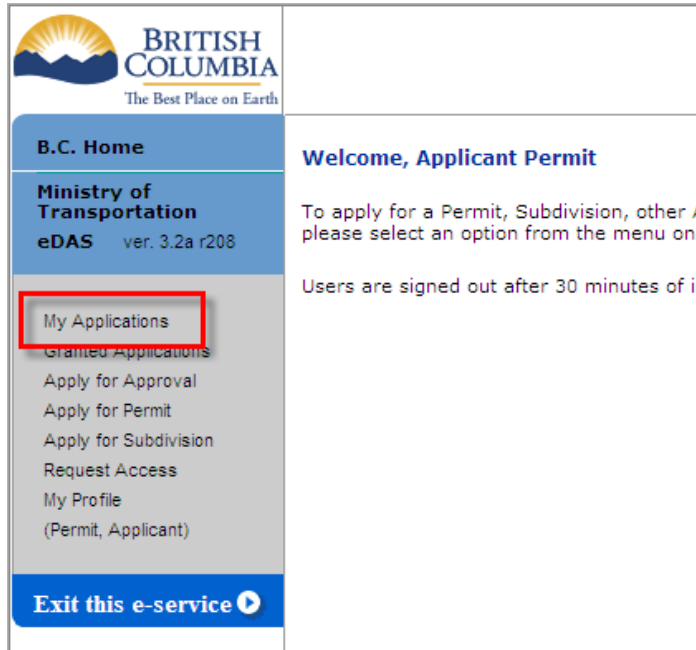 BRITISH
COLUMBIA
The Best Place on Earth
B.C. Home
Ministry of
Transportation
eDAS ver. 3.2a r208
My Applications
Granted Applications
Apply for Approval
Apply for Permit
Apply for Subdivision
Request Access
My Profile
(Permit, Applicant)
Exit this e-service
Welcome, Applicant Permit
To apply for a Permit, Subdivision, other
please select an option from the menu on
Users are signed out after 30 minutes of